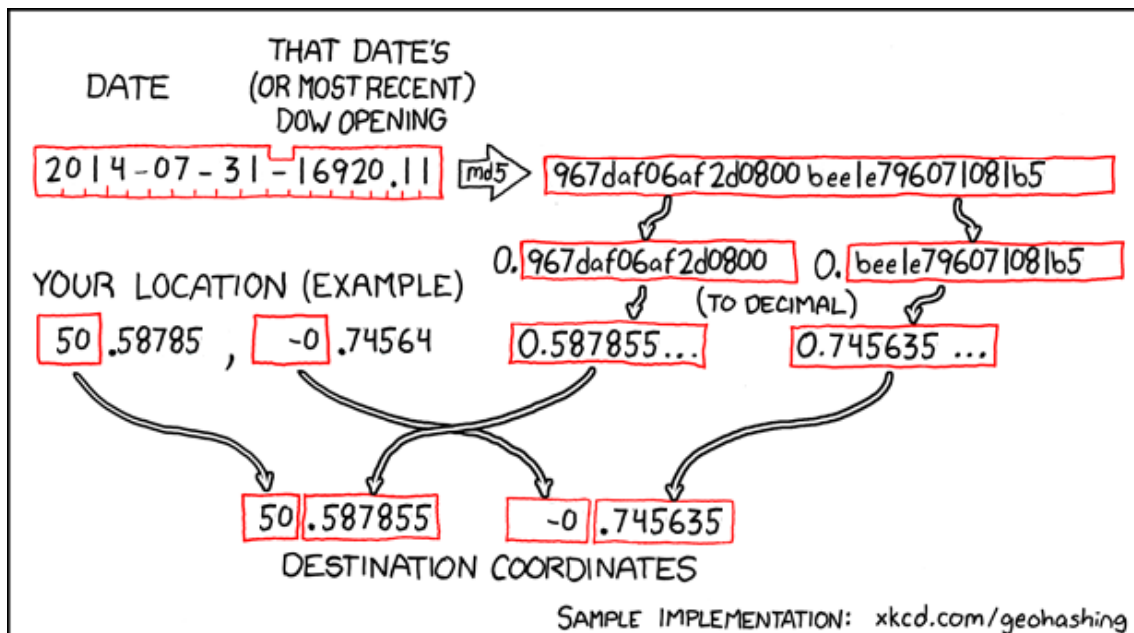 DATE
THAT DATE'S
(OR MOST RECENT)
DOW OPENING
2014-07-31-16920.11
md5
967daf06af2d0800bee1e796071081b5
0.967daf06af2d0800
0.bee1e796071081b5
YOUR LOCATION (EXAMPLE)
(TO DECIMAL)
50.58785, -0.74564
0.587855...
0.745635...
50.587855
-0.745635
DESTINATION COORDINATES
SAMPLE IMPLEMENTATION: xkcd.com/geohashing